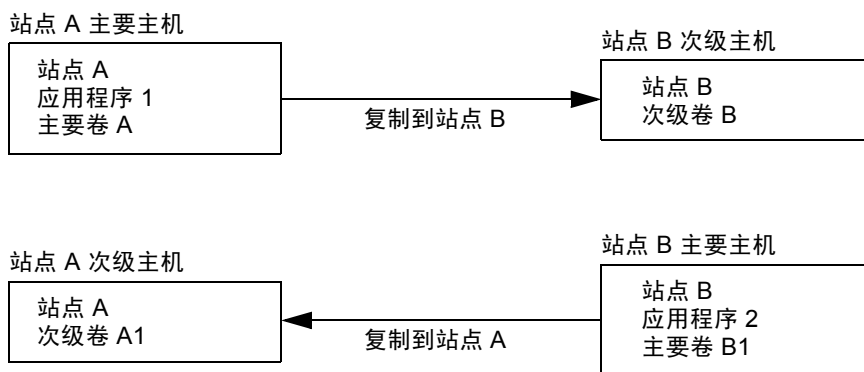 站点 A 主要主机
站点 A
应用程序 1
主要卷 A
复制到站点 B
站点 B 次级主机
站点 B
次级卷 B
站点 A 次级主机
站点 A
次级卷 A1
复制到站点 A
站点 B 主要主机
站点 B
应用程序 2
主要卷 B1